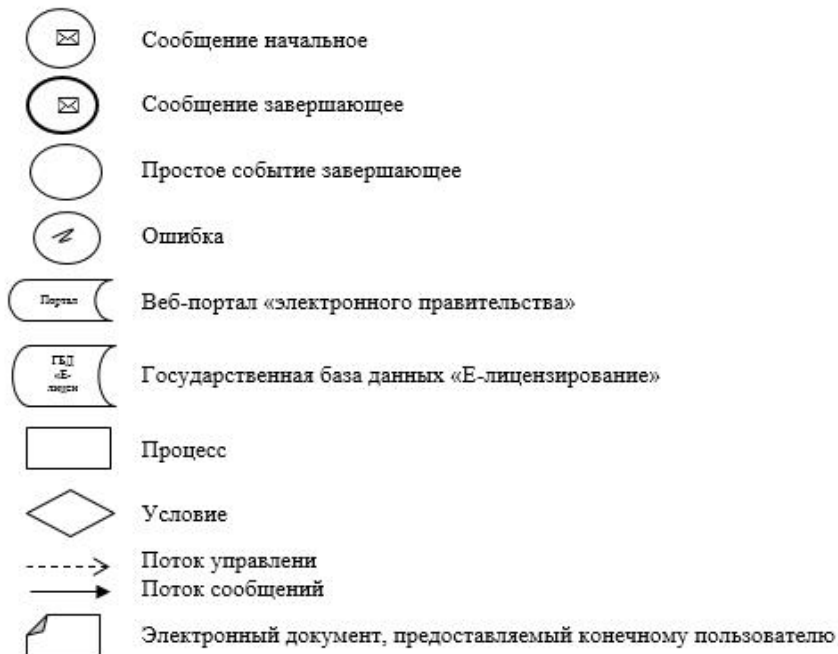 Сообщение начальное
Сообщение завершающее
Простое событие завершающее
Ошибка
Портал
Веб-портал «электронного правительства»
ГБД
«Е-
лицен
Государственная база данных «Е-лицензирование»
Процесс
Условие
Поток управлени
Поток сообщений
Электронный документ, предоставляемый конечному пользователю